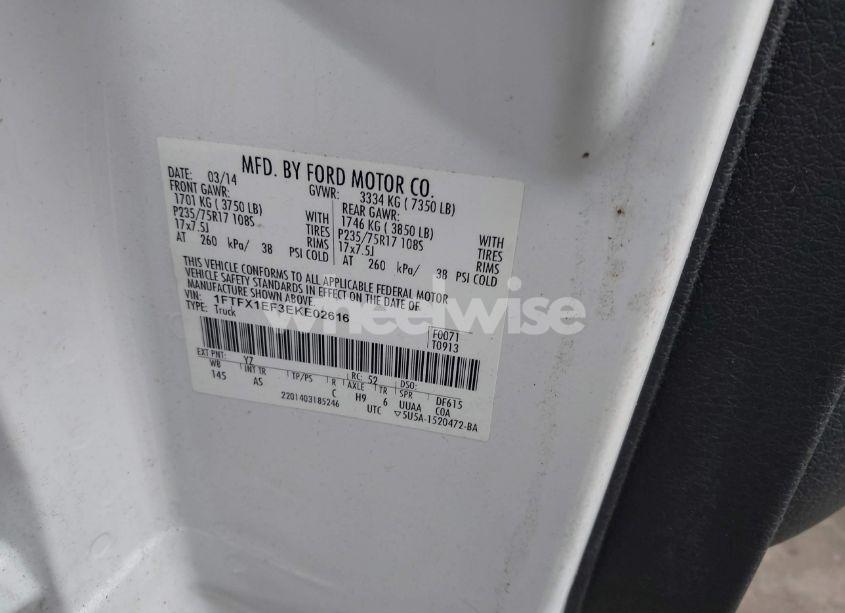 MFD. BY FORD MOTOR CO.
DATE: 03/14 GVWR: 3334 KG ( 7350 LB)
FRONT GAWR: REAR GAWR:
1701 KG ( 3750 LB) WITH 1746 KG ( 3850 LB) WITH
P235/75R17 108S TIRES P235/75R17 108S TIRES
17x7.5J RIMS 17x7.5J RIMS
AT 260 kPa/ 38 PSI COLD AT 260 kPa/ 38 PSI COLD
THIS VEHICLE CONFORMS TO ALL APPLICABLE FEDERAL MOTOR
VEHICLE SAFETY STANDARDS IN EFFECT ON THE DATE OF
MANUFACTURE SHOWN ABOVE.
VIN: 1FTFX1EF3EKE02616
TYPE: Truck
F0071
T0913
EXT PNT: YZ RC: 52 DSO:
WB INT TR TP/PS R AXLE TR SPR DF615
145 AS C H9 6 UUAA COA
2201403185246 UTC ▽5U5A-1520472-BA
wheelwise